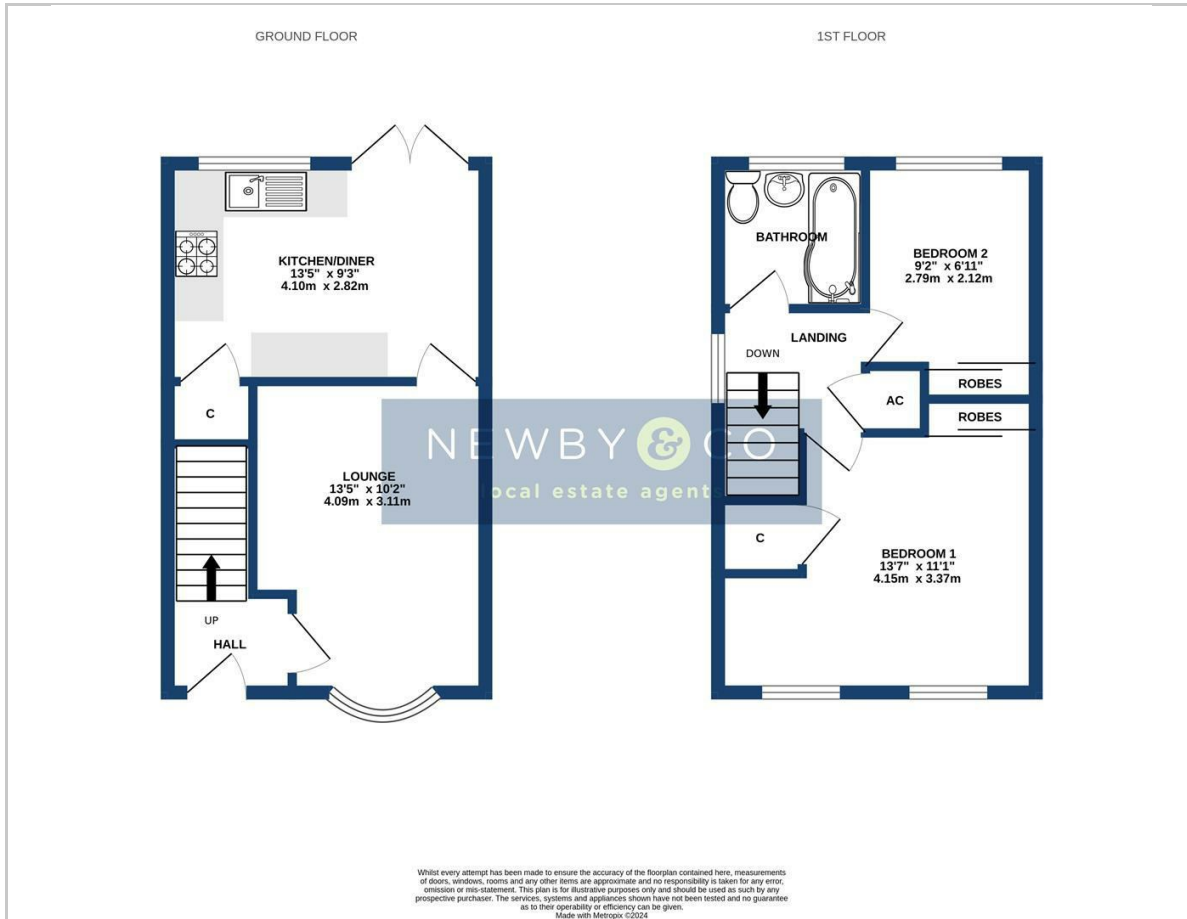 GROUND FLOOR
1ST FLOOR
KITCHEN/DINER
13'5" x 9'3"
4.10m x 2.82m
C
LOUNGE
13'5" x 10'2"
4.09m x 3.11m
UP
HALL
BATHROOM
BEDROOM 2
9'2" x 6'11"
2.79m x 2.12m
LANDING
DOWN
ROBES
AC
ROBES
C
BEDROOM 1
13'7" x 11'1"
4.15m x 3.37m
NEWBY & CO
local estate agents
Whilst every attempt has been made to ensure the accuracy of the floorplan contained here, measurements
of doors, windows, rooms and any other items are approximate and no responsibility is taken for any error,
omission or mis-statement. This plan is for illustrative purposes only and should be used as such by any
prospective purchaser. The services, systems and appliances shown have not been tested and no guarantee
as to their operability or efficiency can be given.
Made with Metropix ©2024